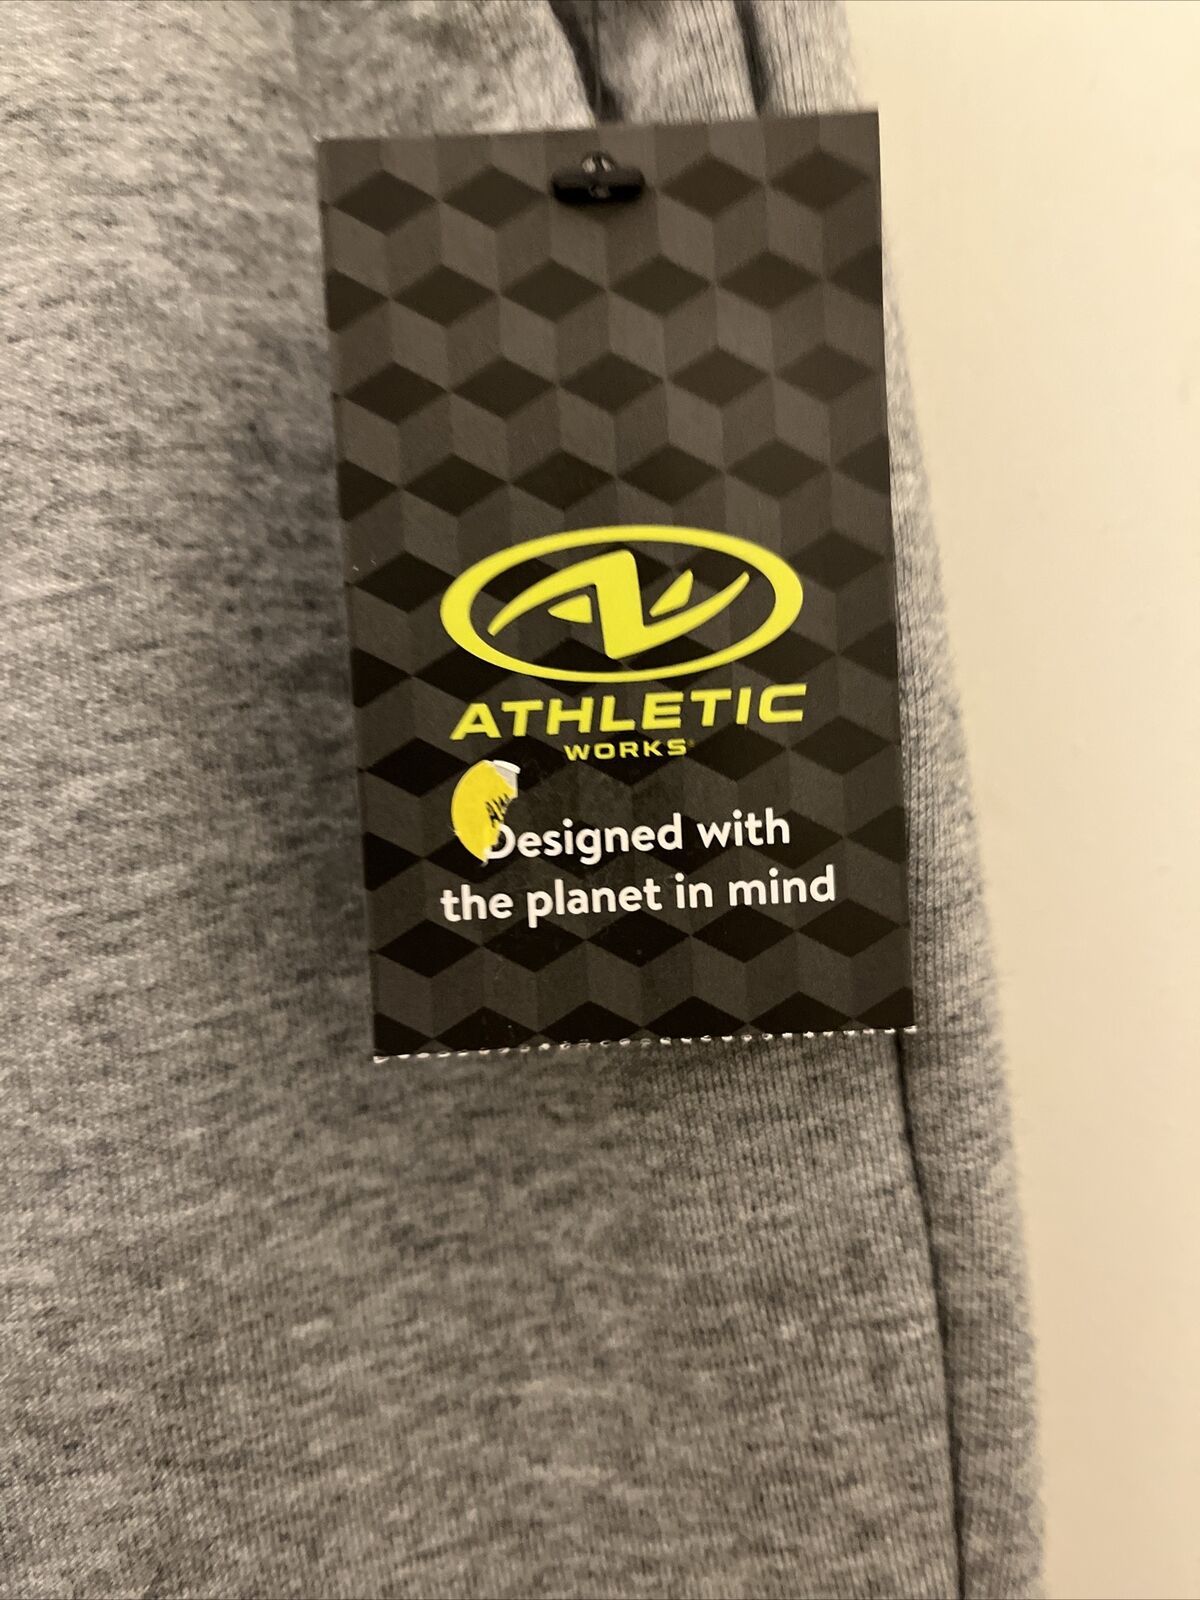 ATHLETIC
WORKS
Designed with
the planet in mind